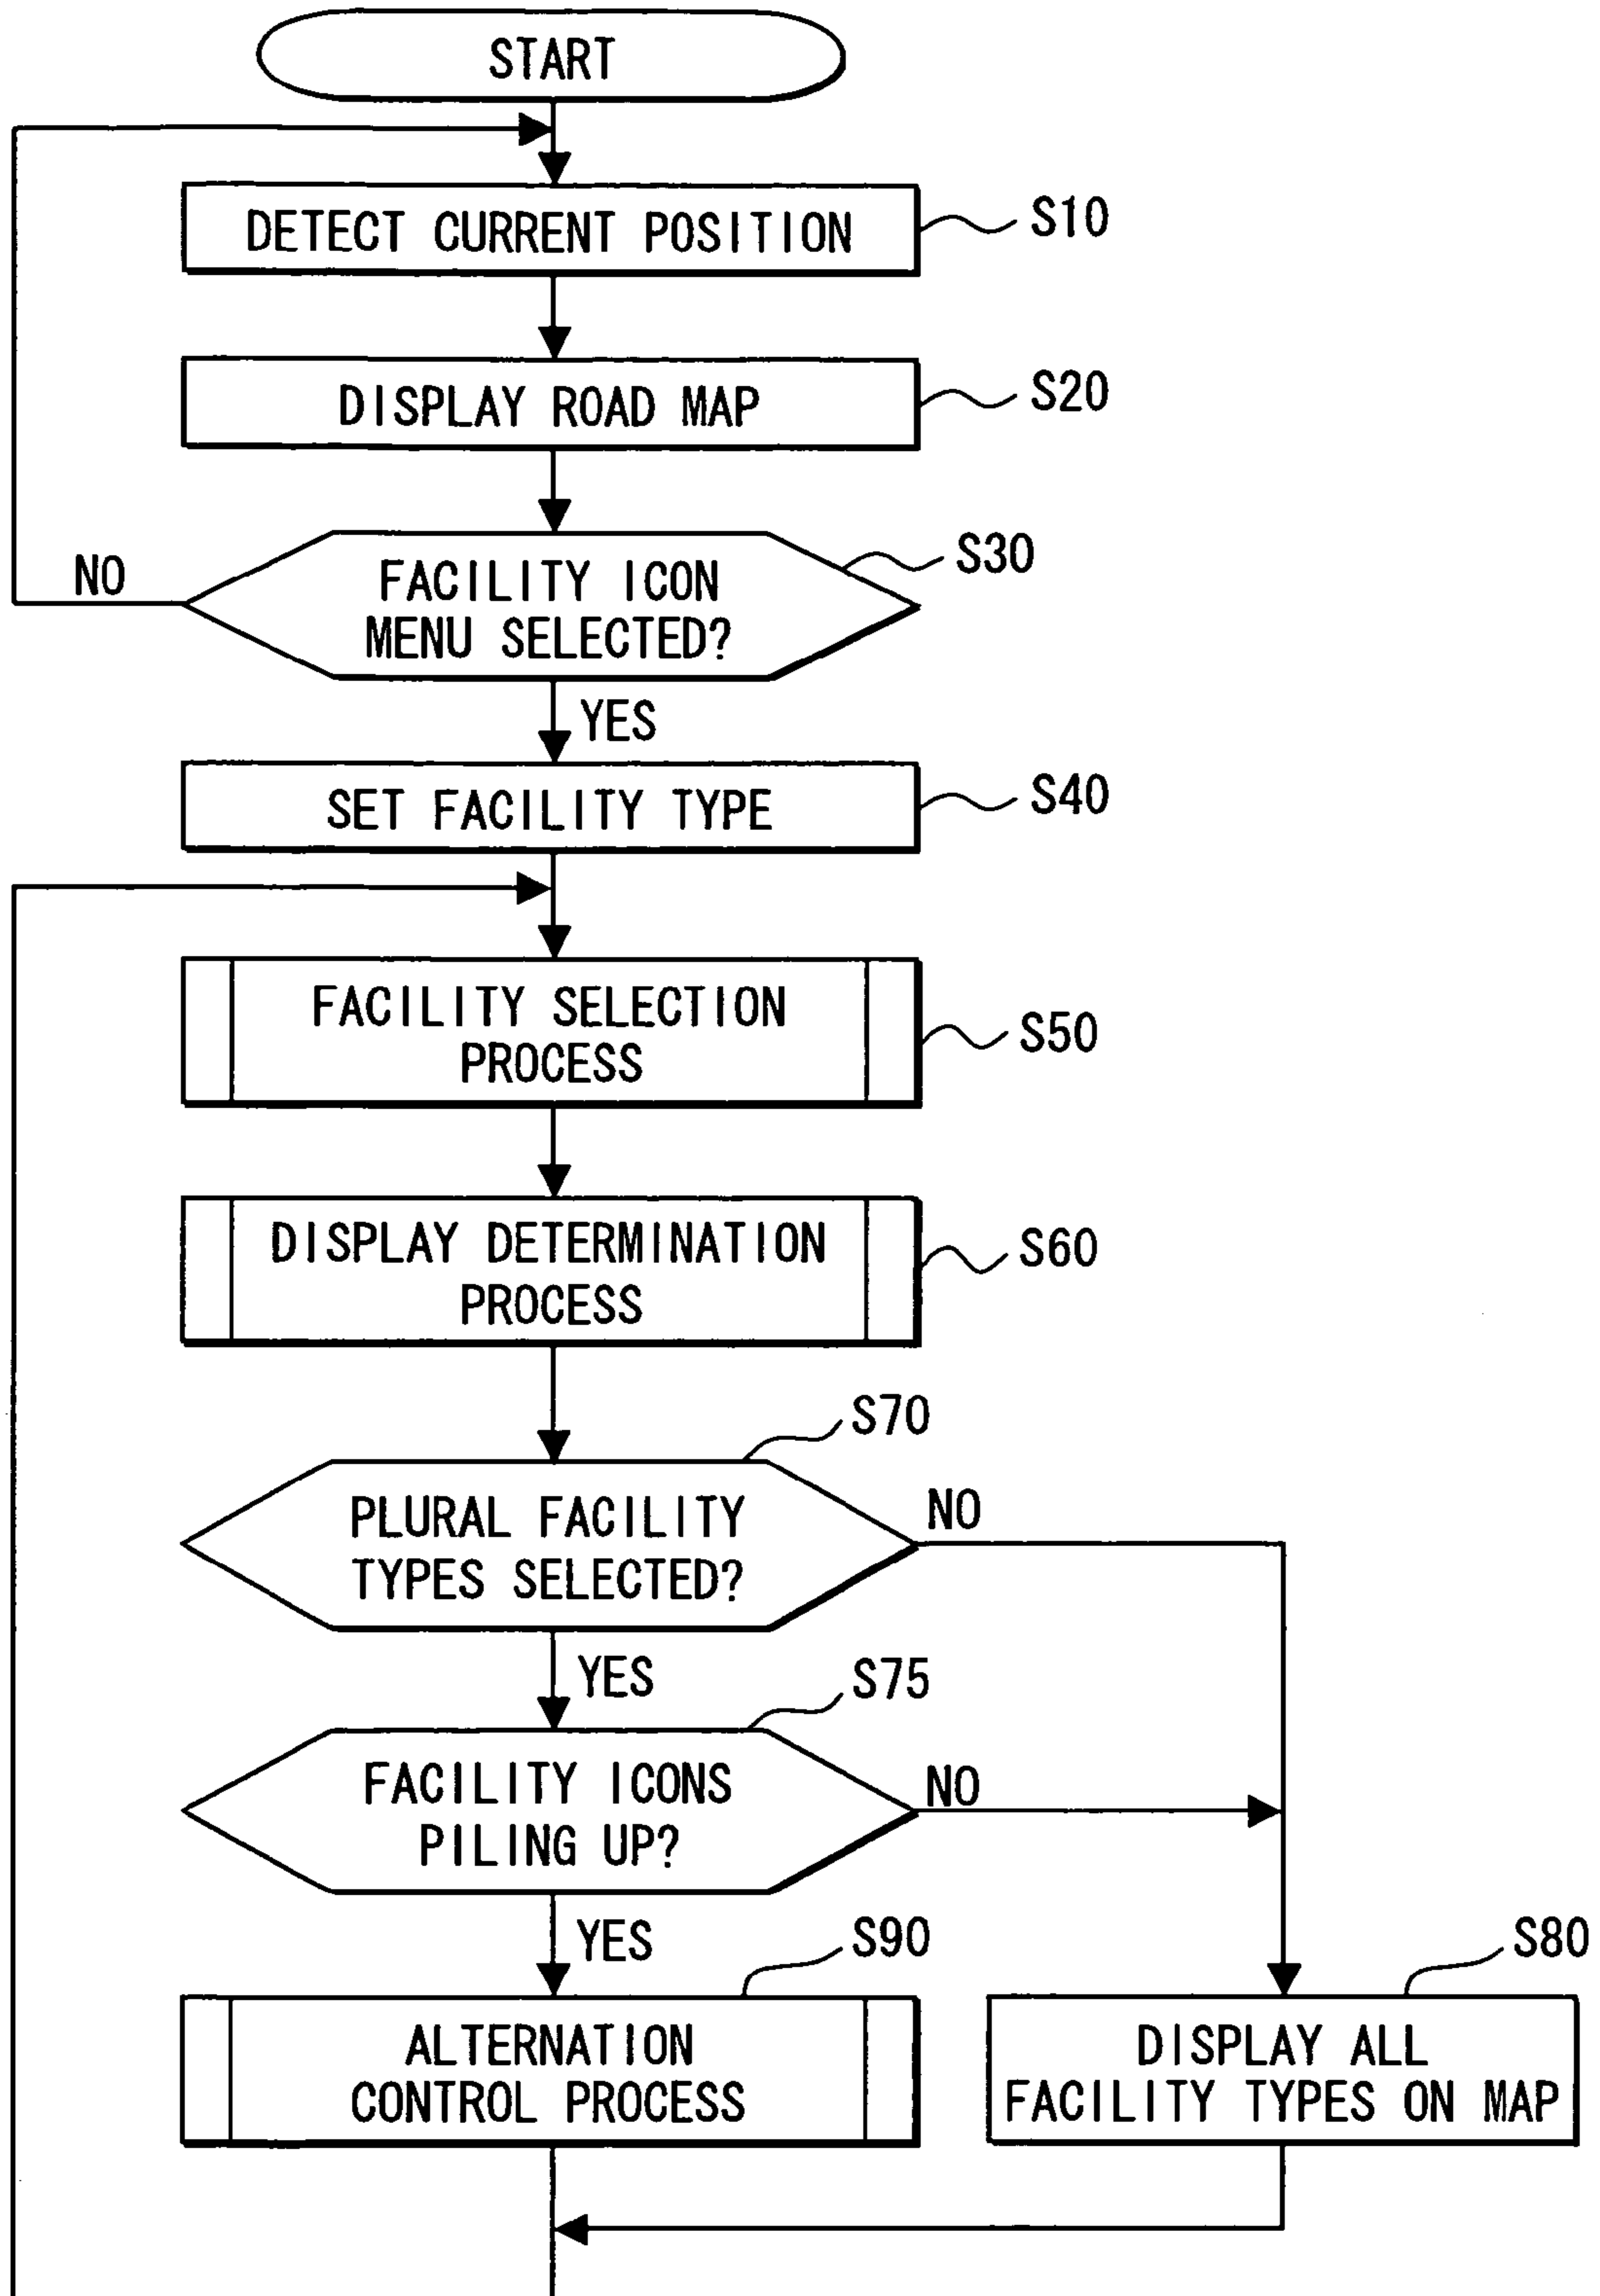 START
DETECT CURRENT POSITION
S10
DISPLAY ROAD MAP
S20
FACILITY ICON
MENU SELECTED?
S30
NO
YES
SET FACILITY TYPE
S40
FACILITY SELECTION
PROCESS
S50
DISPLAY DETERMINATION
PROCESS
S60
S70
PLURAL FACILITY
TYPES SELECTED?
NO
YES
S75
FACILITY ICONS
PILING UP?
NO
YES
S90
ALTERNATION
CONTROL PROCESS
S80
DISPLAY ALL
FACILITY TYPES ON MAP